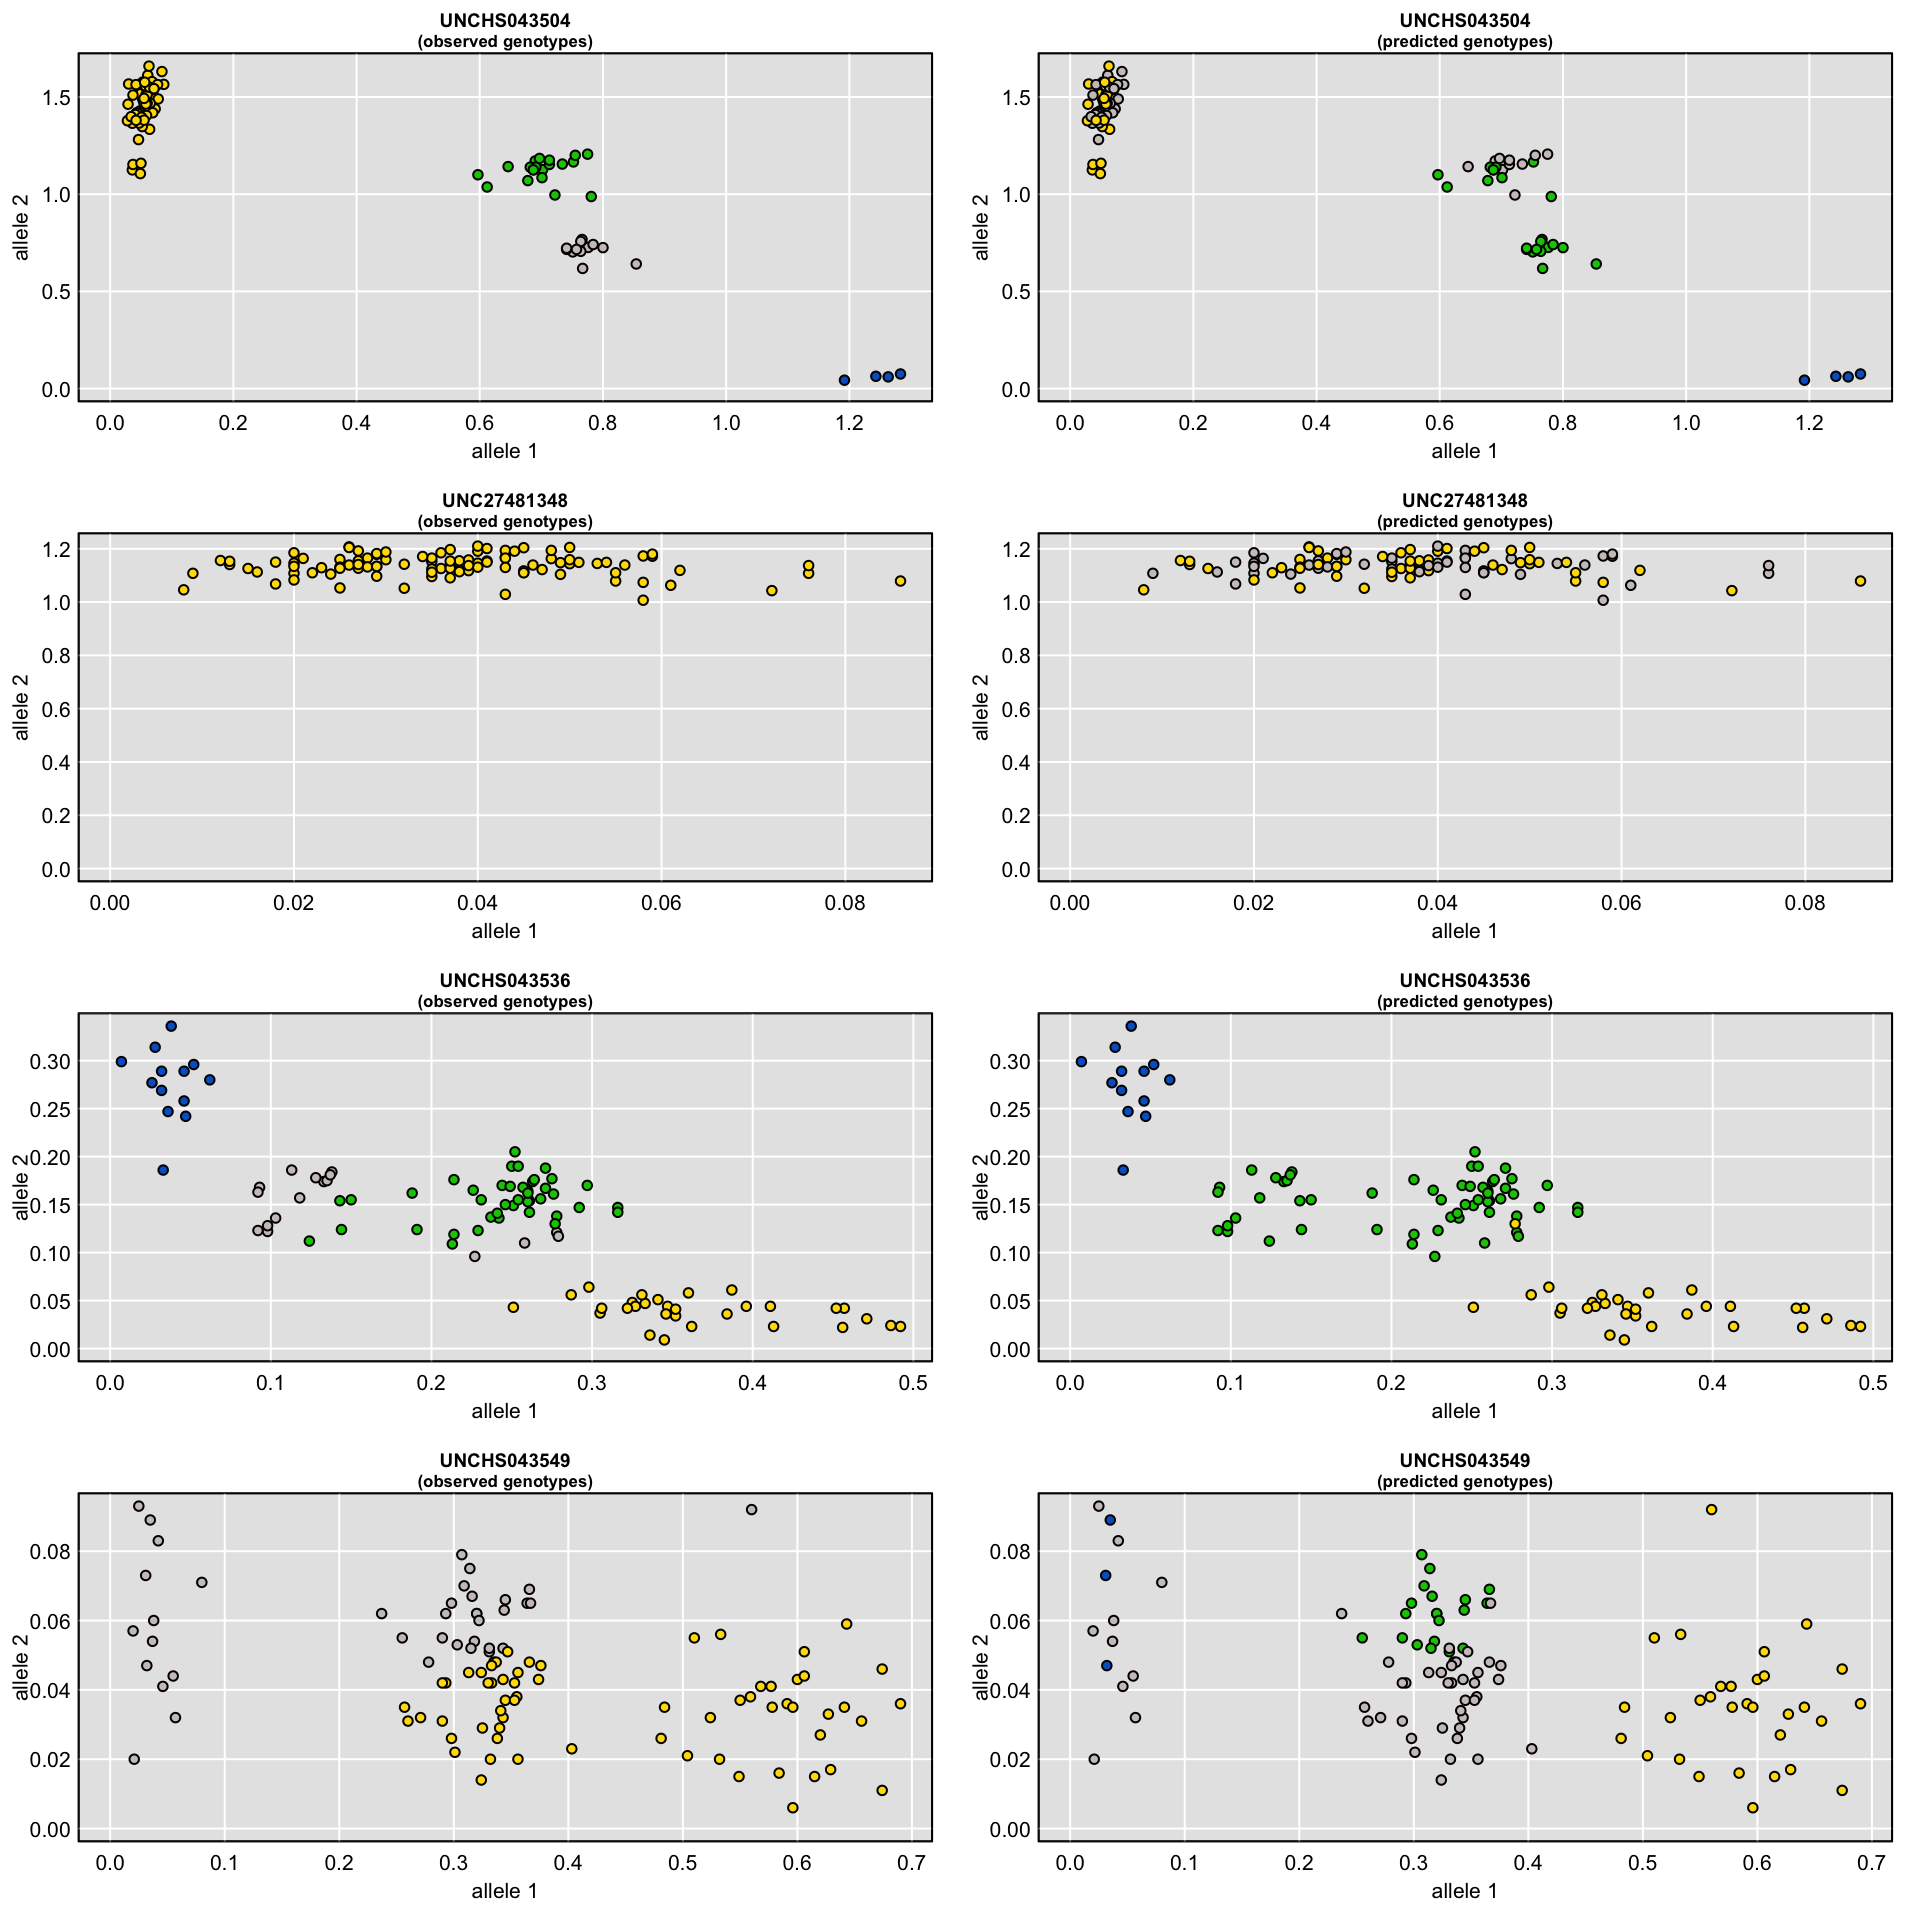 UNCHS043504
(observed genotypes)
allele 2
1.5
1.0
0.5
0.0
0.0 0.2 0.4 0.6 0.8 1.0 1.2
allele 1
UNCHS043504
(predicted genotypes)
allele 2
1.5
1.0
0.5
0.0
0.0 0.2 0.4 0.6 0.8 1.0 1.2
allele 1
UNC27481348
(observed genotypes)
allele 2
1.2
1.0
0.8
0.6
0.4
0.2
0.0
0.00 0.02 0.04 0.06 0.08
allele 1
UNC27481348
(predicted genotypes)
allele 2
1.2
1.0
0.8
0.6
0.4
0.2
0.0
0.00 0.02 0.04 0.06 0.08
allele 1
UNCHS043536
(observed genotypes)
allele 2
0.30
0.25
0.20
0.15
0.10
0.05
0.00
0.0 0.1 0.2 0.3 0.4 0.5
allele 1
UNCHS043536
(predicted genotypes)
allele 2
0.30
0.25
0.20
0.15
0.10
0.05
0.00
0.0 0.1 0.2 0.3 0.4 0.5
allele 1
UNCHS043549
(observed genotypes)
allele 2
0.08
0.06
0.04
0.02
0.00
0.0 0.1 0.2 0.3 0.4 0.5 0.6 0.7
allele 1
UNCHS043549
(predicted genotypes)
allele 2
0.08
0.06
0.04
0.02
0.00
0.0 0.1 0.2 0.3 0.4 0.5 0.6 0.7
allele 1